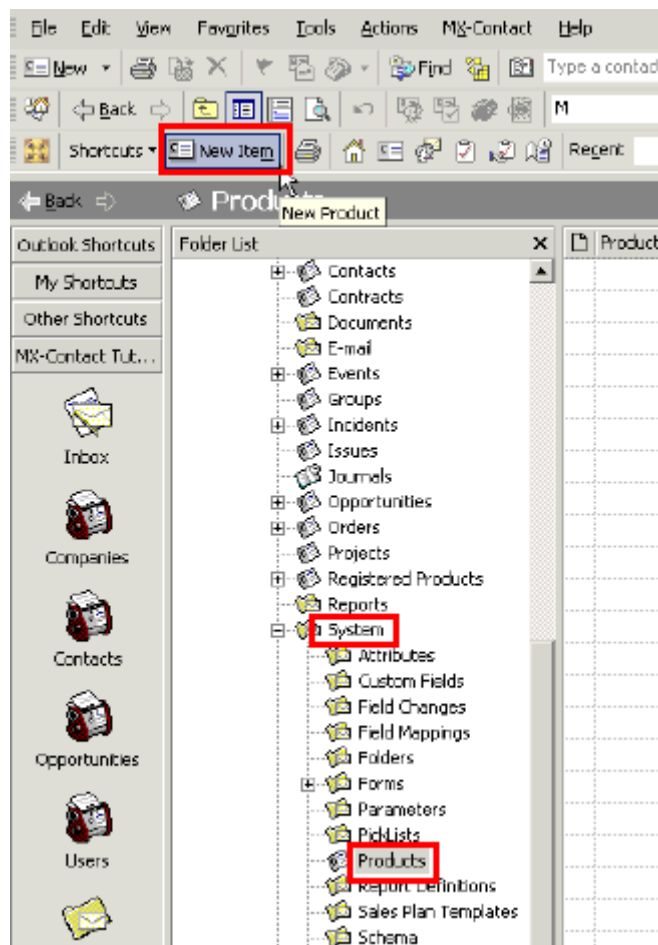 File Edit View Favorites Tools Actions MX-Contact Help
New Find Type a contac
Back M
Shortcuts New Item Recent
Back Products
New Product
Outlook Shortcuts
My Shortcuts
Other Shortcuts
MX-Contact Tut...
Inbox
Companies
Contacts
Opportunities
Users
Folder List
Contacts
Contracts
Documents
E-mail
Events
Groups
Incidents
Issues
Journals
Opportunities
Orders
Projects
Registered Products
Reports
System
Attributes
Custom Fields
Field Changes
Field Mappings
Folders
Forms
Parameters
PickLists
Products
Report Definitions
Sales Plan Templates
Schema
Product